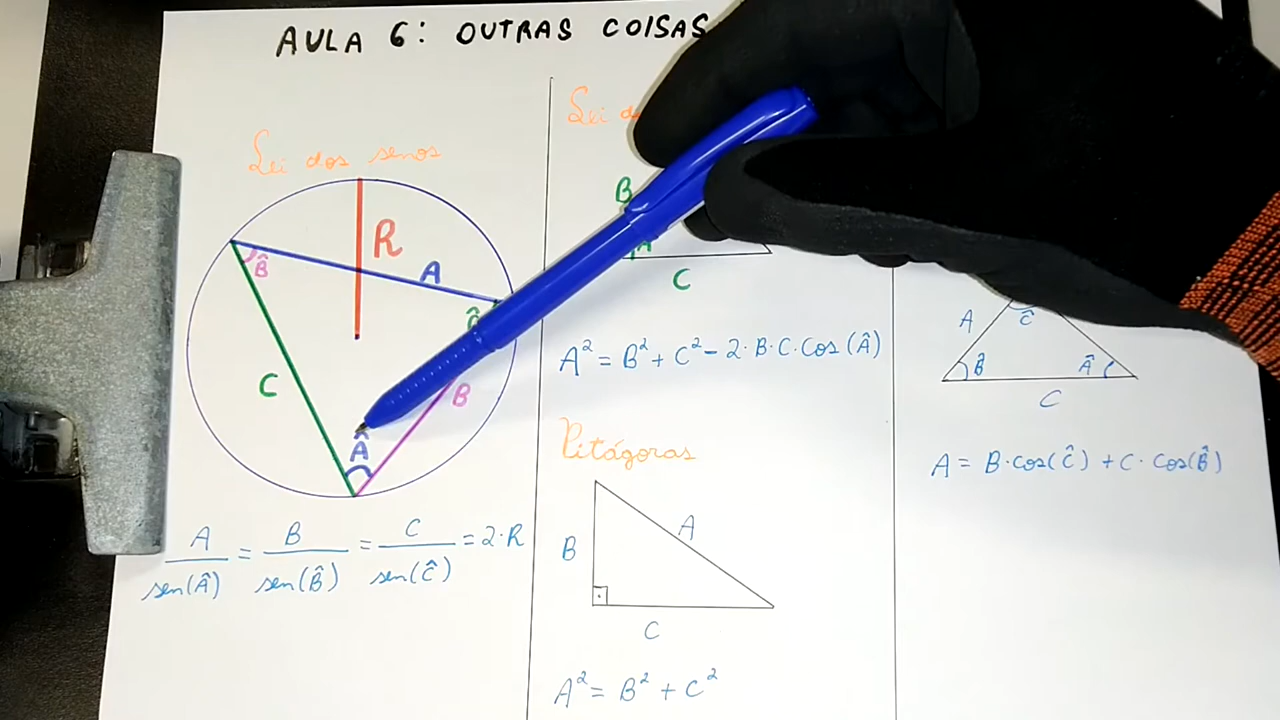 AULA 6: OUTRAS COISAS
Lei dos senos
R
B̂
A
C
B
Â
A/sen(Â) = B/sen(B̂) = C/sen(Ĉ) = 2·R
Lei
B
A
C
A² = B² + C² - 2·B·C·cos(Â)
Pitágoras
A
B
C
A² = B² + C²
A
Ĉ
B̂
Â
C
A = B·cos(Ĉ) + C·cos(B̂)